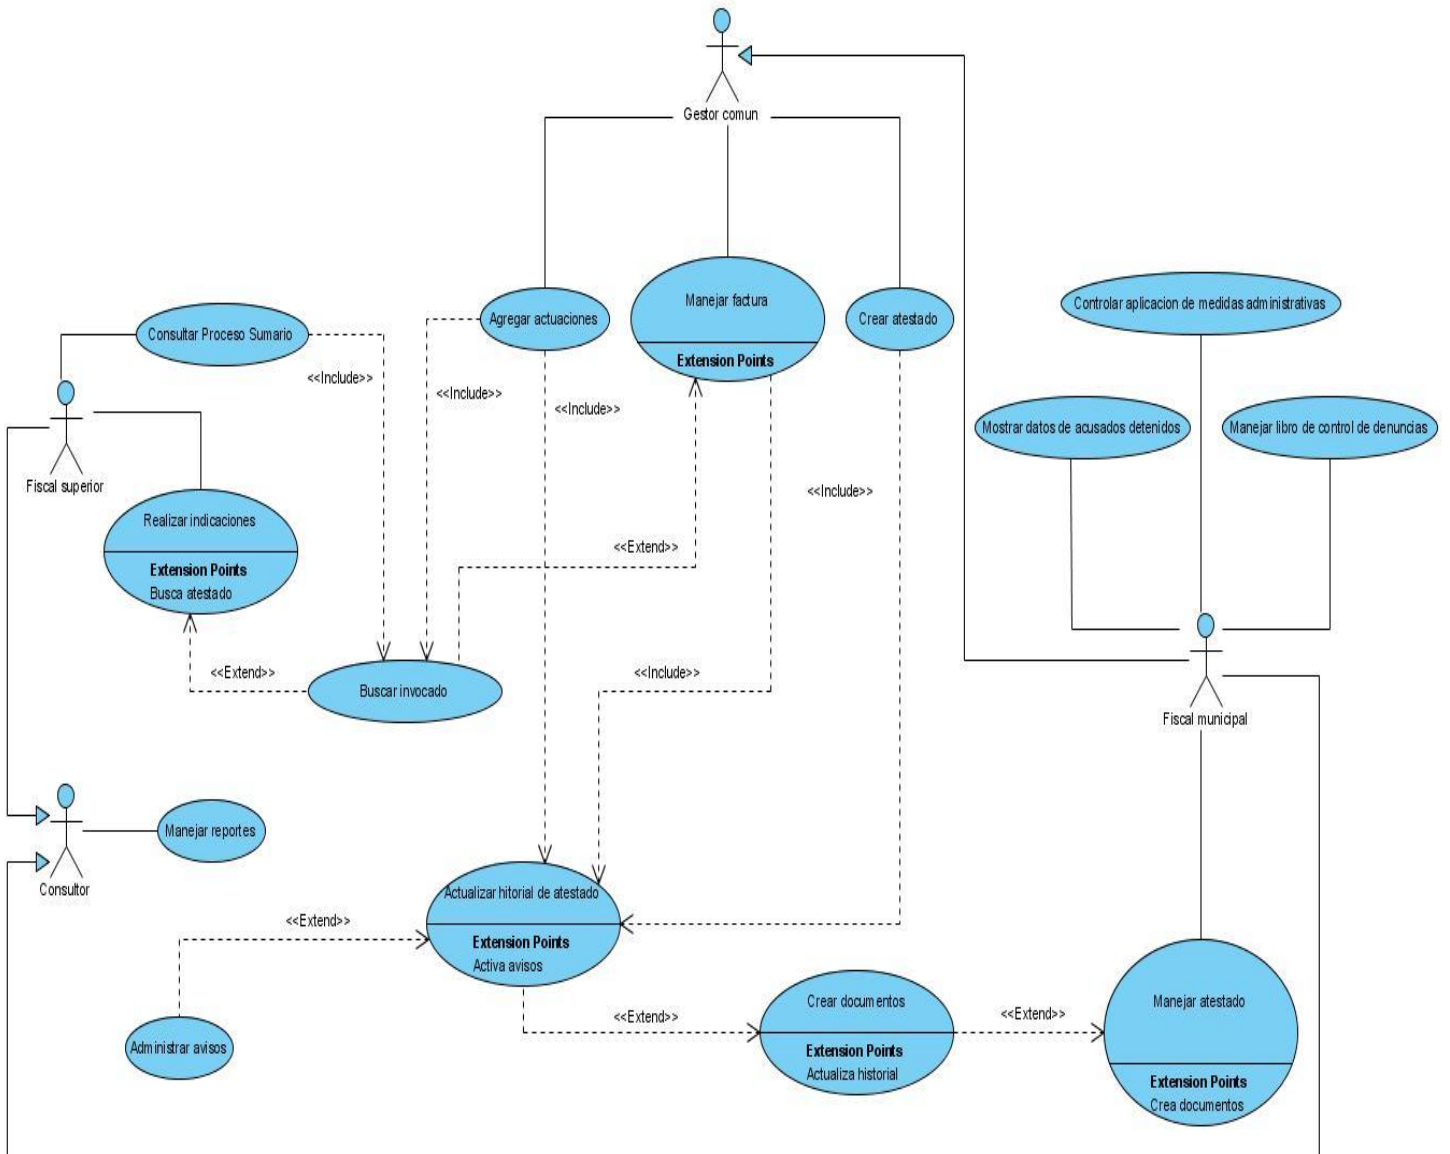 Gestor comun
Controlar aplicacion de medidas administrativas
Manejar factura
Agregar actuaciones
Crear atestado
Consultar Proceso Sumario
Extension Points
<<Include>>
<<Include>>
<<Include>>
Mostrar datos de acusados detenidos
Manejar libro de control de denuncias
Fiscal superior
<<Include>>
Realizar indicaciones
<<Extend>>
Extension Points
Busca atestado
<<Extend>>
<<Include>>
Buscar invocado
Fiscal municipal
Manejar reportes
Consultor
Actualizar hitorial de atestado
<<Extend>>
Extension Points
Activa avisos
Crear documentos
Manejar atestado
<<Extend>>
<<Extend>>
Administrar avisos
Extension Points
Actualiza historial
Extension Points
Crea documentos